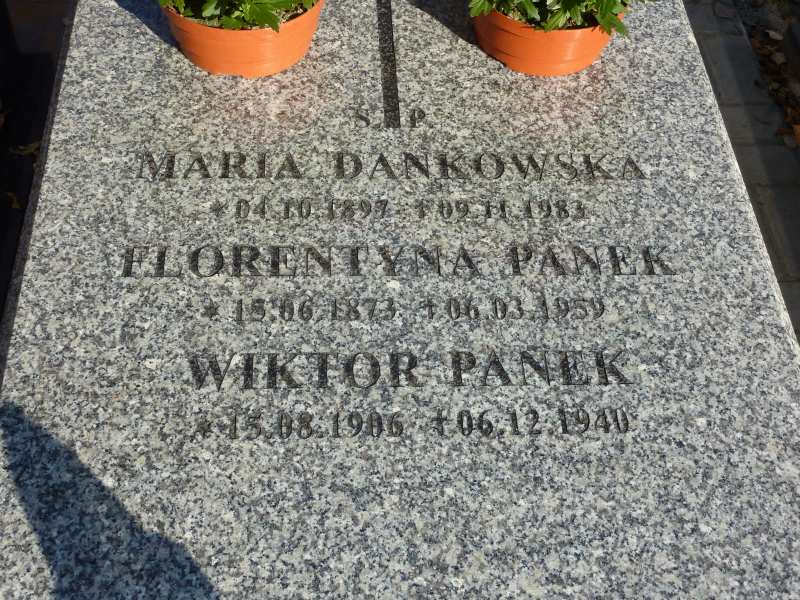 Ś P
MARIA DANKOWSKA
* 04.10.1897 † 09.11.1983
FLORENTYNA PANEK
* 15.06.1873 † 06.03.1959
WIKTOR PANEK
* 15.08.1906 † 06.12.1940